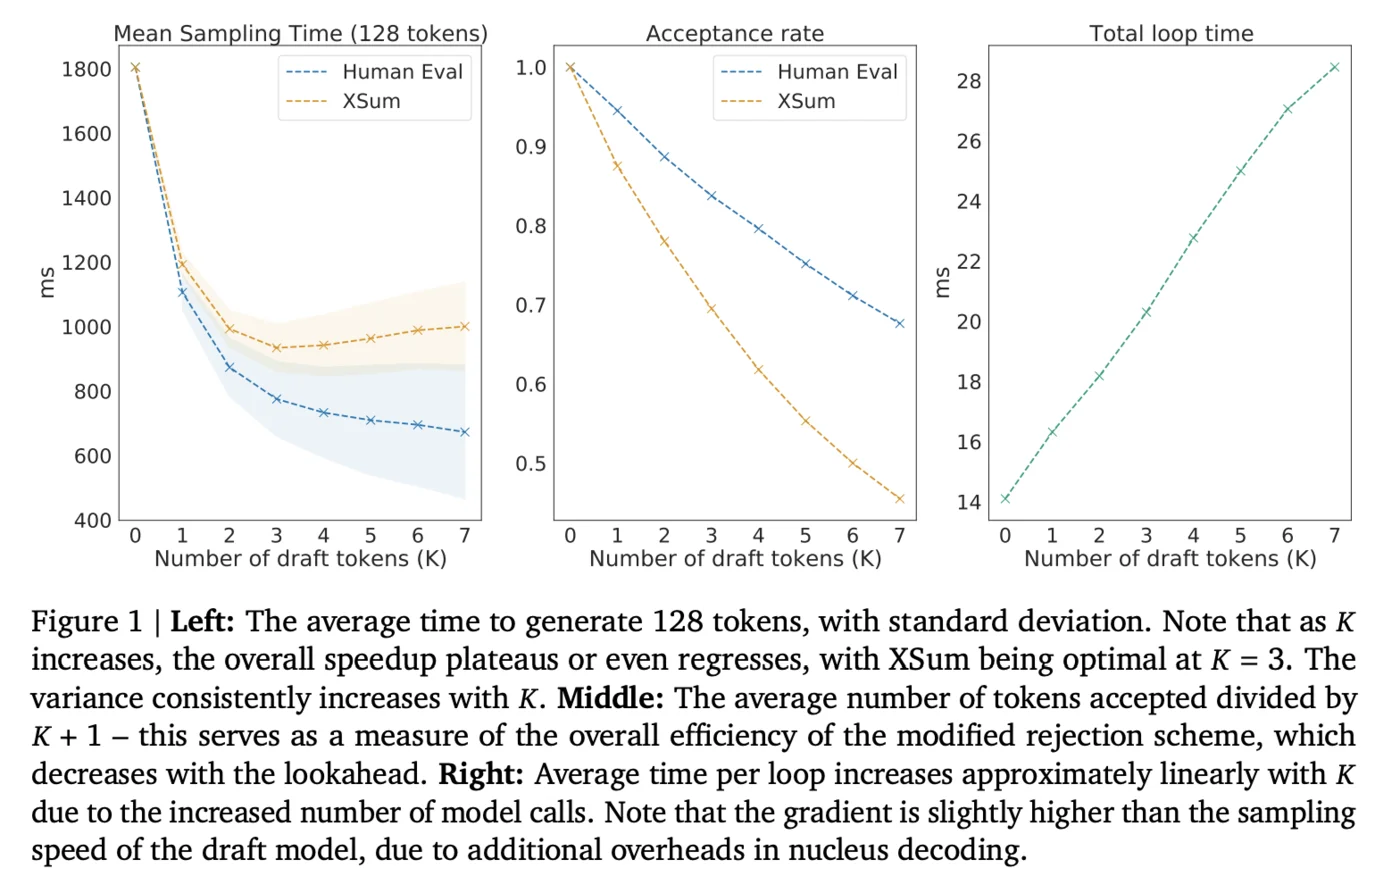 Mean Sampling Time (128 tokens)
1800
1600
1400
1200
1000
800
600
400
ms
0 1 2 3 4 5 6 7
Number of draft tokens (K)
Human Eval
XSum
Acceptance rate
1.0
0.9
0.8
0.7
0.6
0.5
0 1 2 3 4 5 6 7
Number of draft tokens (K)
Human Eval
XSum
Total loop time
28
26
24
22
20
18
16
14
ms
0 1 2 3 4 5 6 7
Number of draft tokens (K)
Figure 1 | Left: The average time to generate 128 tokens, with standard deviation. Note that as K
increases, the overall speedup plateaus or even regresses, with XSum being optimal at K = 3. The
variance consistently increases with K. Middle: The average number of tokens accepted divided by
K + 1 – this serves as a measure of the overall efficiency of the modified rejection scheme, which
decreases with the lookahead. Right: Average time per loop increases approximately linearly with K
due to the increased number of model calls. Note that the gradient is slightly higher than the sampling
speed of the draft model, due to additional overheads in nucleus decoding.